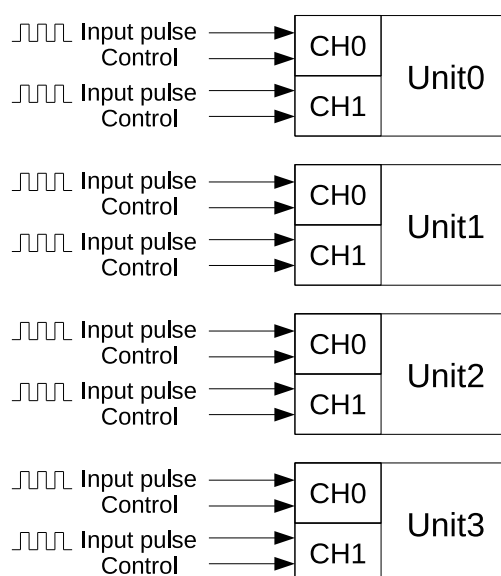 Input pulse
Control
CH0
Input pulse
Control
CH1
Unit0
Input pulse
Control
CH0
Input pulse
Control
CH1
Unit1
Input pulse
Control
CH0
Input pulse
Control
CH1
Unit2
Input pulse
Control
CH0
Input pulse
Control
CH1
Unit3